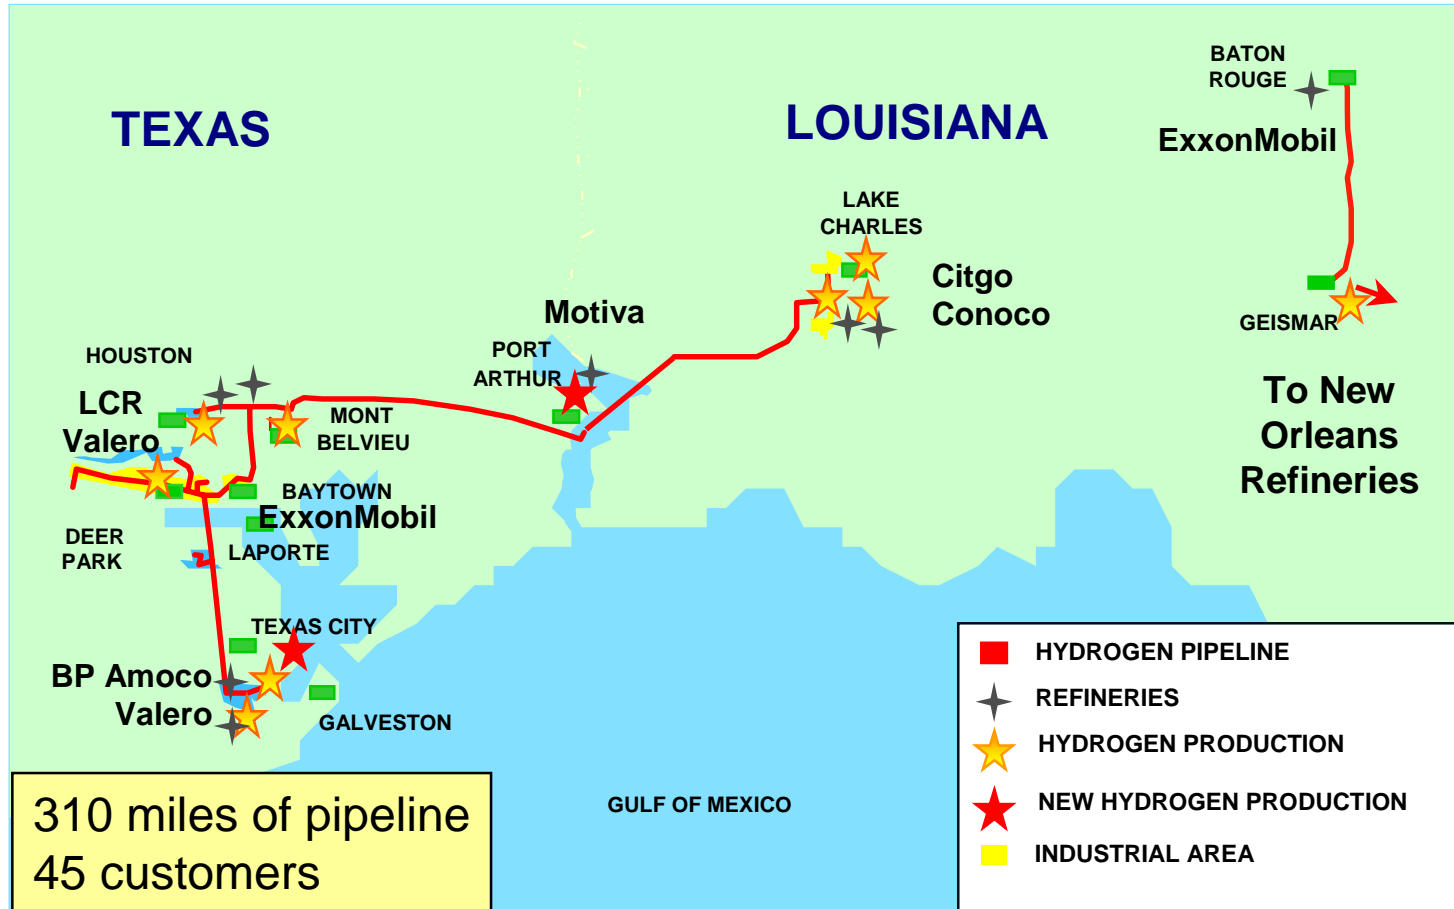 TEXAS
LOUISIANA
BATON
ROUGE
ExxonMobil
LAKE
CHARLES
Citgo
Conoco
GEISMAR
To New
Orleans
Refineries
Motiva
PORT
ARTHUR
HOUSTON
LCR
Valero
MONT
BELVIEU
BAYTOWN
ExxonMobil
DEER
PARK
LAPORTE
TEXAS CITY
BP Amoco
Valero
GALVESTON
GULF OF MEXICO
310 miles of pipeline
45 customers
HYDROGEN PIPELINE
REFINERIES
HYDROGEN PRODUCTION
NEW HYDROGEN PRODUCTION
INDUSTRIAL AREA